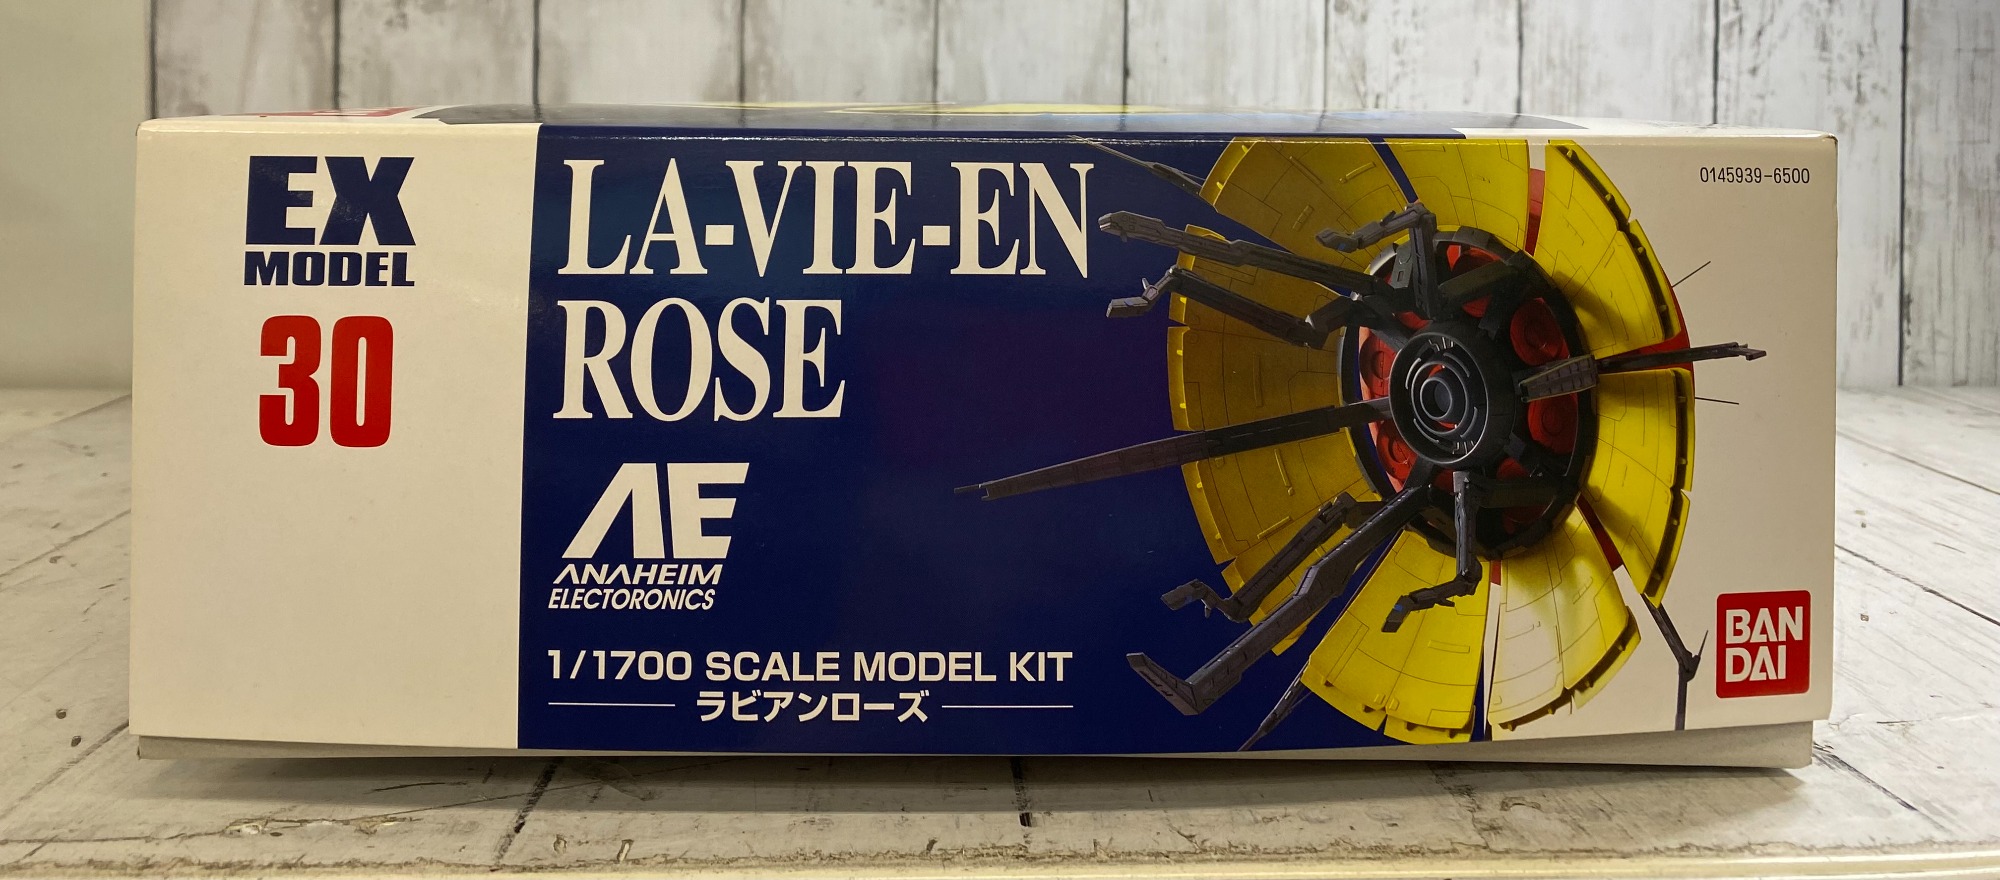 EX
MODEL
30
LA-VIE-EN
ROSE
AE
ANAHEIM
ELECTORONICS
1/1700 SCALE MODEL KIT
ラビアンローズ
0145939-6500
BAN
DAI